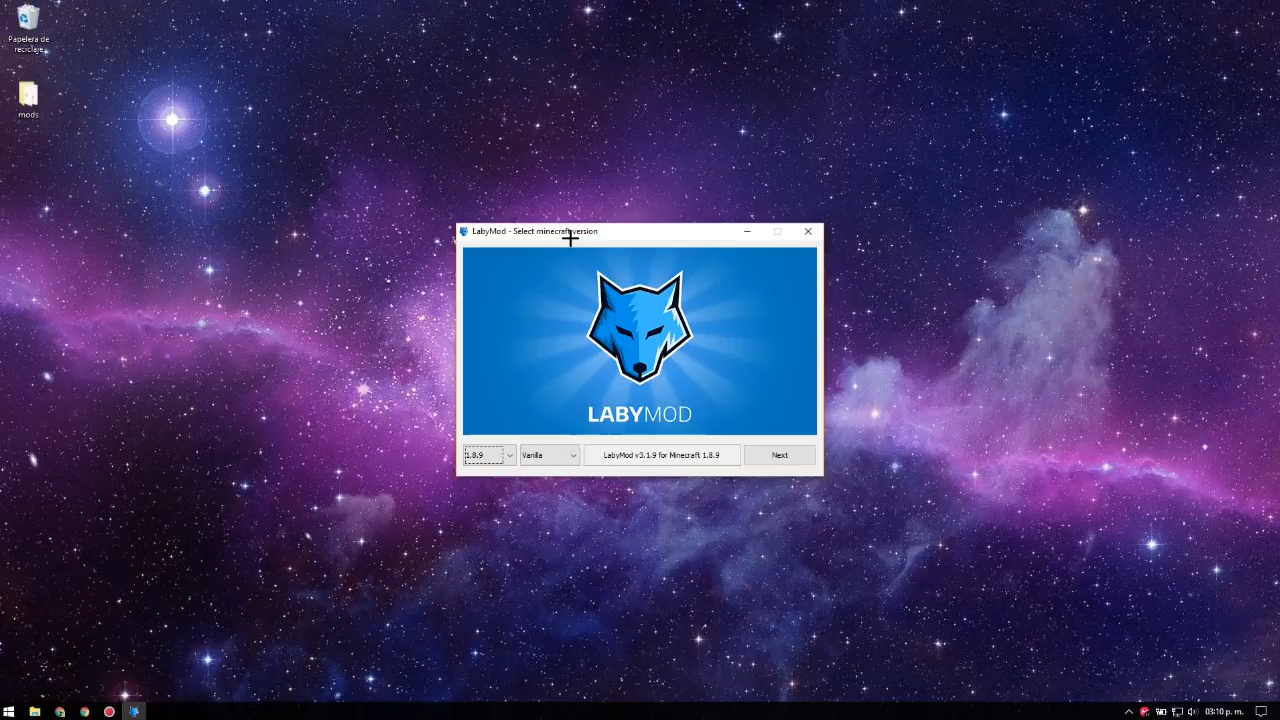 Papelera de
reciclaje
mods
LabyMod - Select minecraft version
LABYMOD
1.8.9
Vanilla
LabyMod v3.1.9 for Minecraft 1.8.9
Next
03:10 p. m.